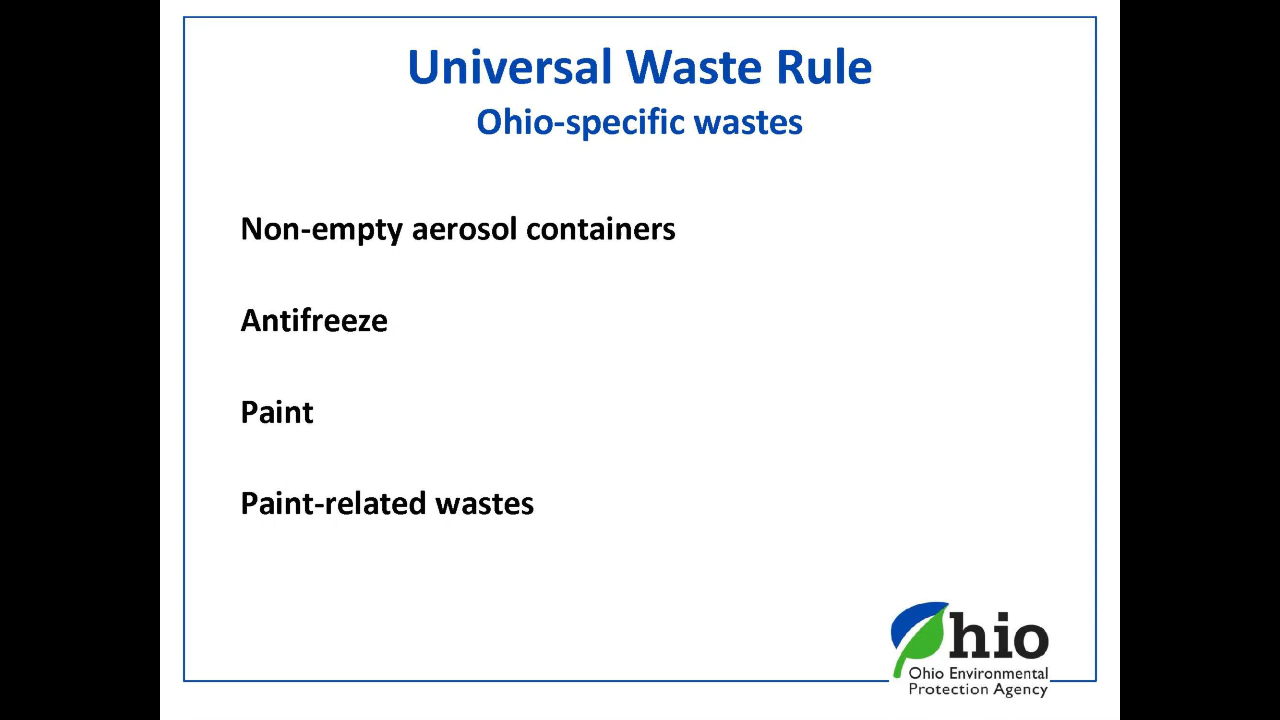 Universal Waste Rule
Ohio-specific wastes
Non-empty aerosol containers
Antifreeze
Paint
Paint-related wastes
Ohio
Ohio Environmental
Protection Agency